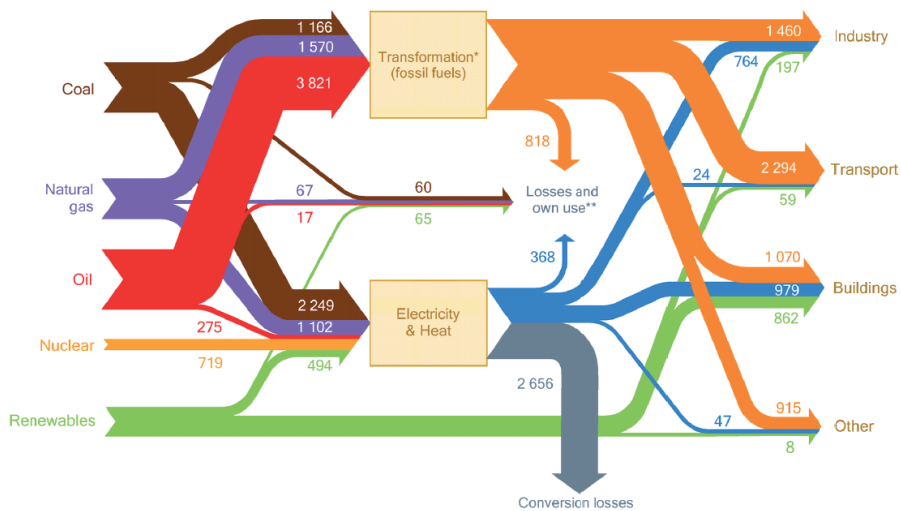 1 166
1 570
3 821
Coal
Transformation*
(fossil fuels)
1 460
Industry
764
197
818
Natural
gas
67
17
60
65
Losses and
own use**
24
2 294
Transport
59
Oil
368
1 070
979
Buildings
862
2 249
1 102
275
Electricity
& Heat
Nuclear
719
494
2 656
Renewables
47
915
Other
8
Conversion losses